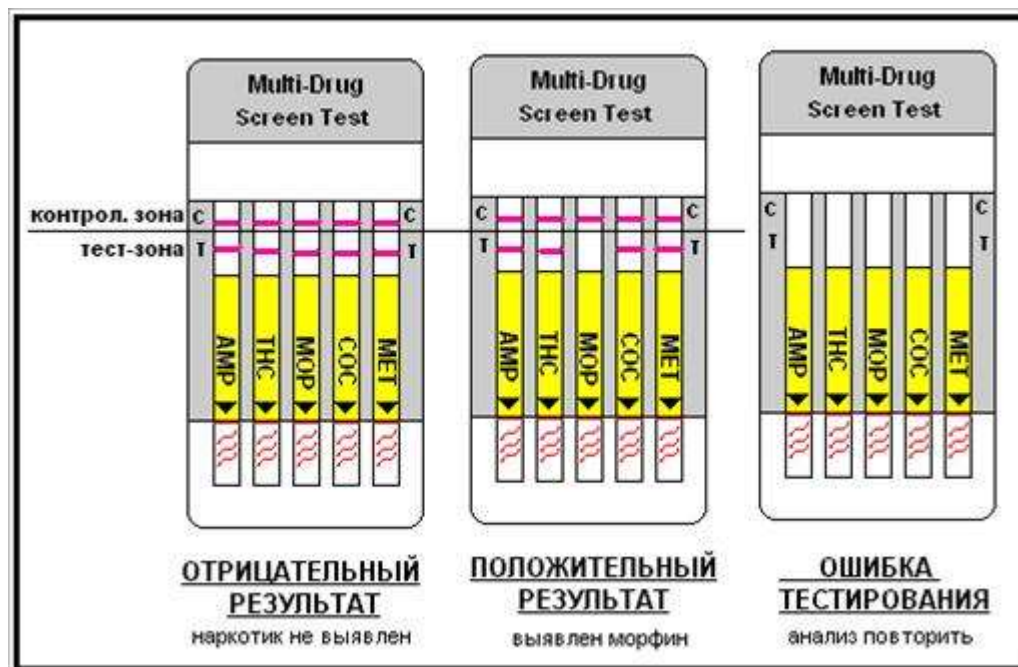 Multi-Drug
Screen Test
контрол. зона C C
тест-зона T T
AMP THC MOP COC MET
ОТРИЦАТЕЛЬНЫЙ
РЕЗУЛЬТАТ
наркотик не выявлен
Multi-Drug
Screen Test
C C
T T
AMP THC MOP COC MET
ПОЛОЖИТЕЛЬНЫЙ
РЕЗУЛЬТАТ
выявлен морфин
Multi-Drug
Screen Test
C C
T T
AMP THC MOP COC MET
ОШИБКА
ТЕСТИРОВАНИЯ
анализ повторить